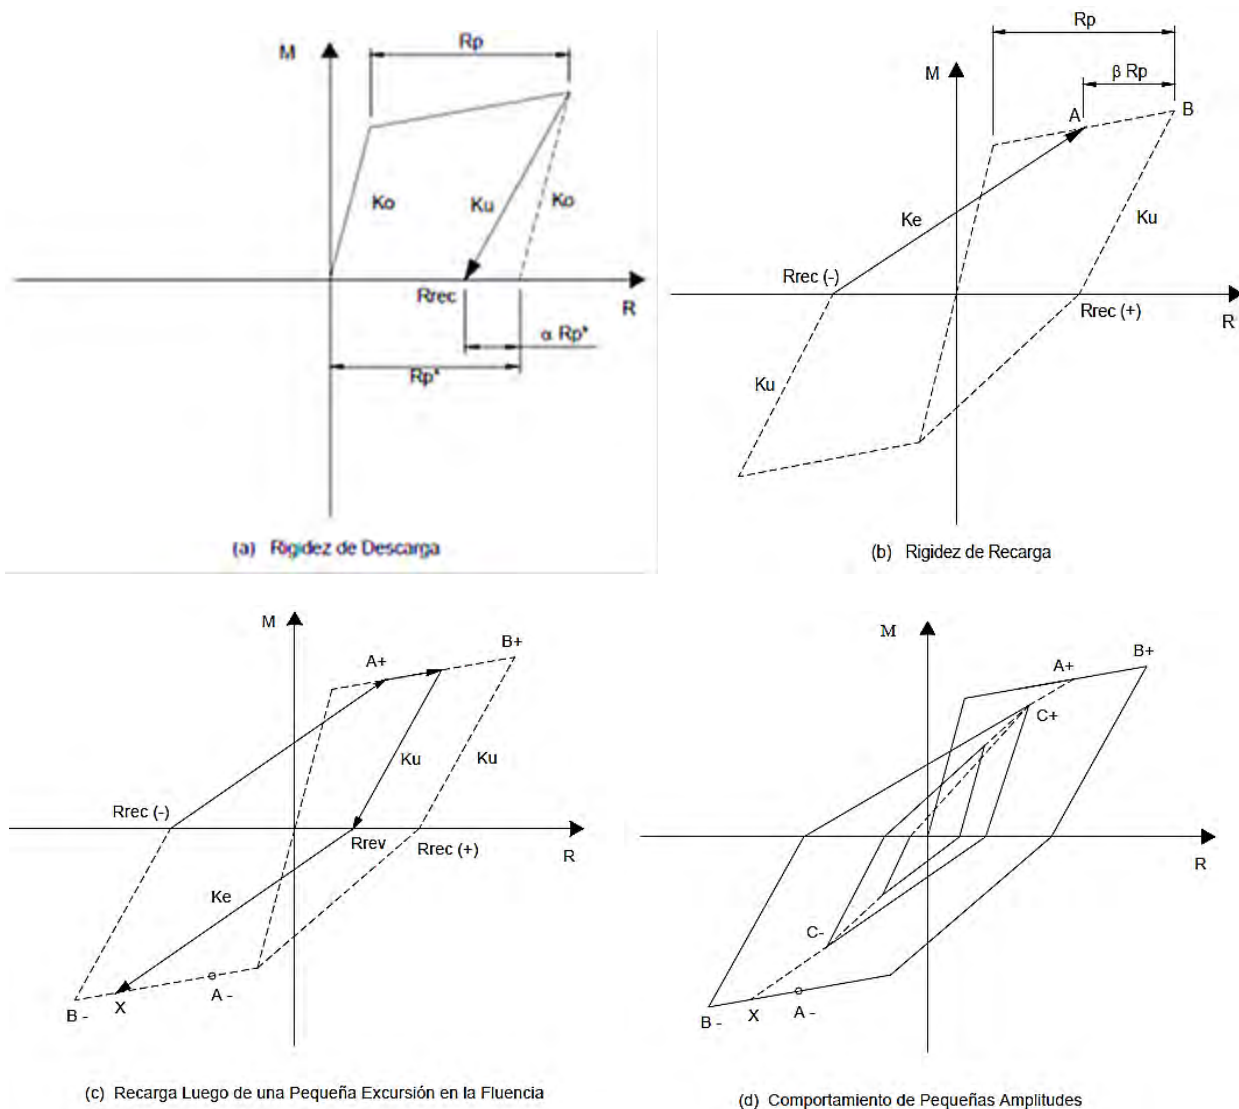 M
Rp
Ko
Ku
Ko
Rrec
R
α Rp*
Rp*
(a) Rigidez de Descarga
Rp
β Rp
M
A
B
Ke
Ku
Rrec (-)
Rrec (+)
R
Ku
(b) Rigidez de Recarga
M
B+
A+
Ku
Ku
Rrec (-)
Rrev
Rrec (+)
R
Ke
A -
X
B -
(c) Recarga Luego de una Pequeña Excursión en la Fluencia
M
B+
A+
C+
R
C-
A -
X
B -
(d) Comportamiento de Pequeñas Amplitudes